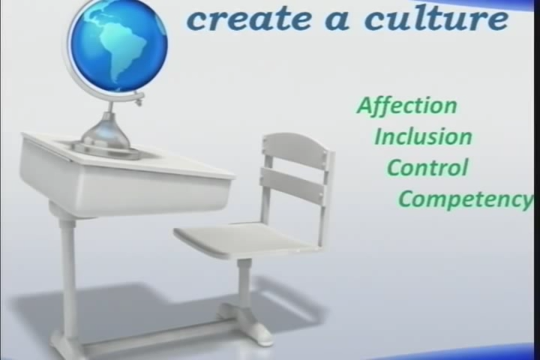 create a culture
Affection
Inclusion
Control
Competency